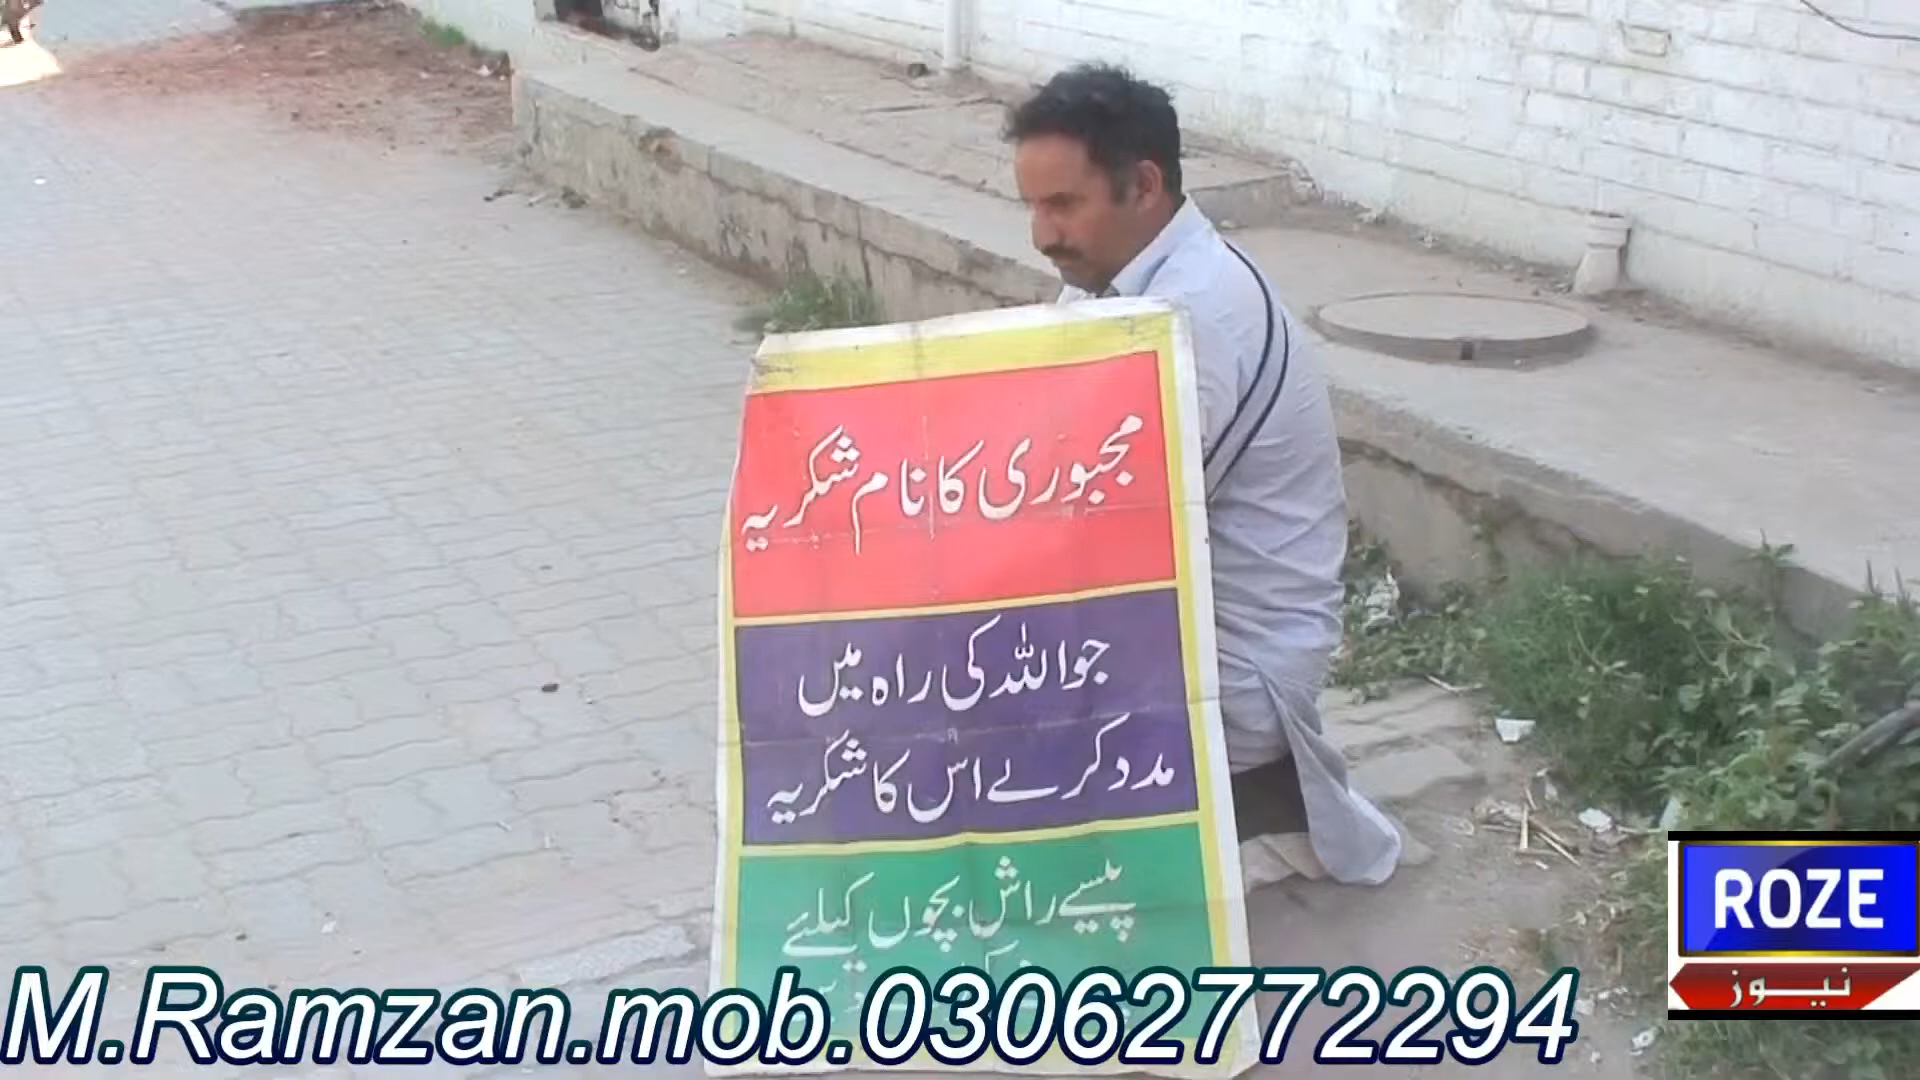 مجبوری کا نام شکریہ
جو اللہ کی راہ میں
مدد کرے اس کا شکریہ
پیسے راشن بچوں کیلئے
M.Ramzan.mob.03062772294
ROZE
نیوز